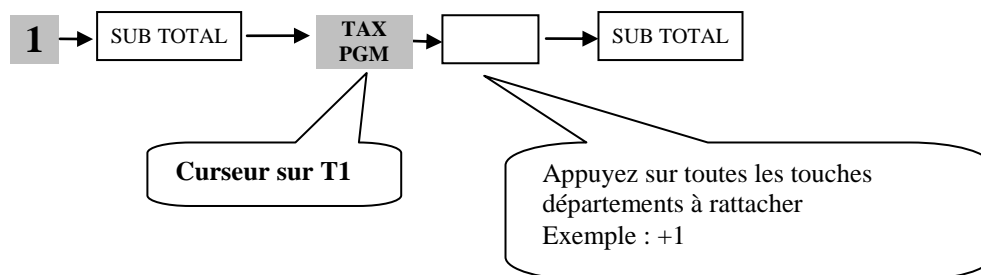 1 SUB TOTAL TAX PGM SUB TOTAL
Curseur sur T1
Appuyez sur toutes les touches
départements à rattacher
Exemple : +1